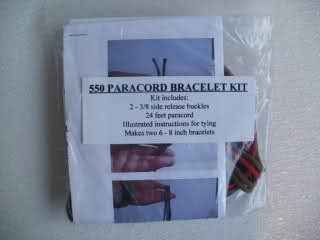 550 PARACORD BRACELET KIT
Kit includes:
2 - 3/8 side release buckles
24 feet paracord
Illustrated instructions for tying
Makes two 6 - 8 inch bracelets